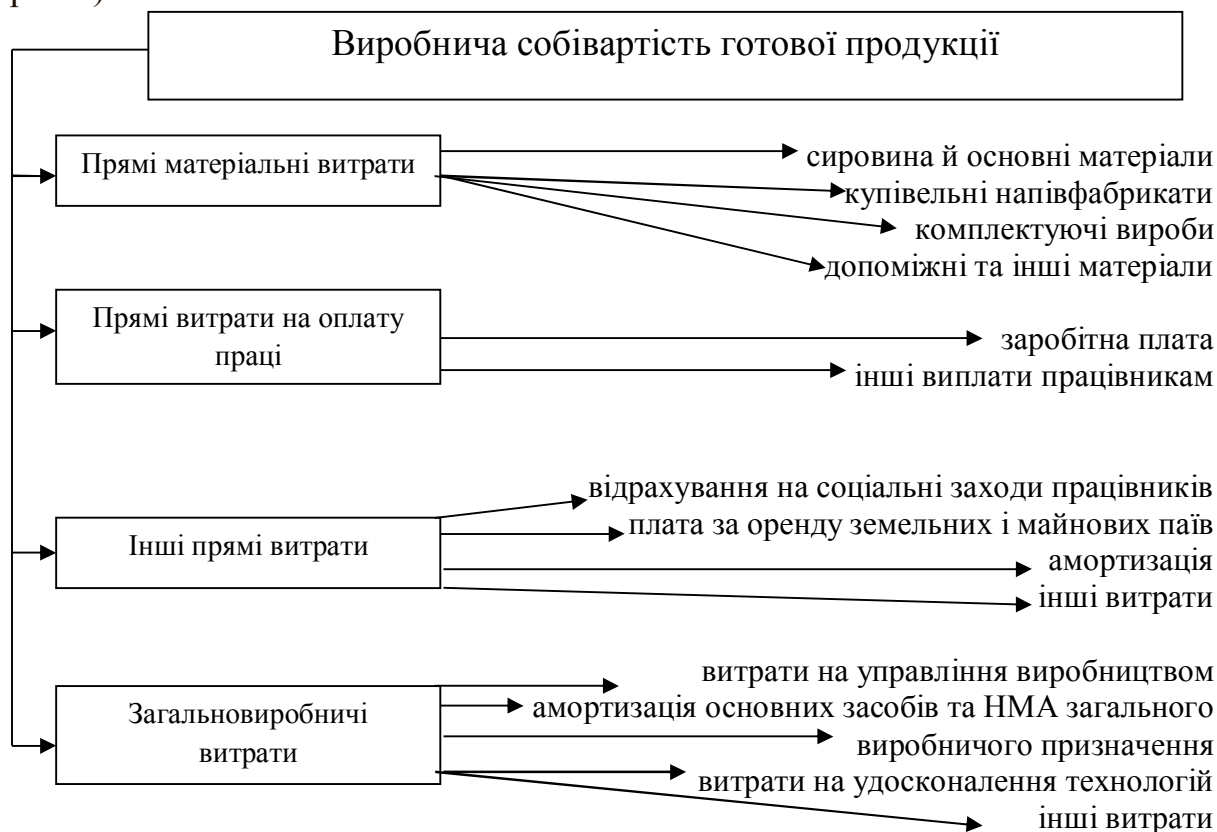 Виробнича собівартість готової продукції
Прямі матеріальні витрати
сировина й основні матеріали
купівельні напівфабрикати
комплектуючі вироби
допоміжні та інші матеріали
Прямі витрати на оплату
праці
заробітна плата
інші виплати працівникам
Інші прямі витрати
відрахування на соціальні заходи працівників
плата за оренду земельних і майнових паїв
амортизація
інші витрати
Загальновиробничі
витрати
витрати на управління виробництвом
амортизація основних засобів та НМА загального
виробничого призначення
витрати на удосконалення технологій
інші витрати